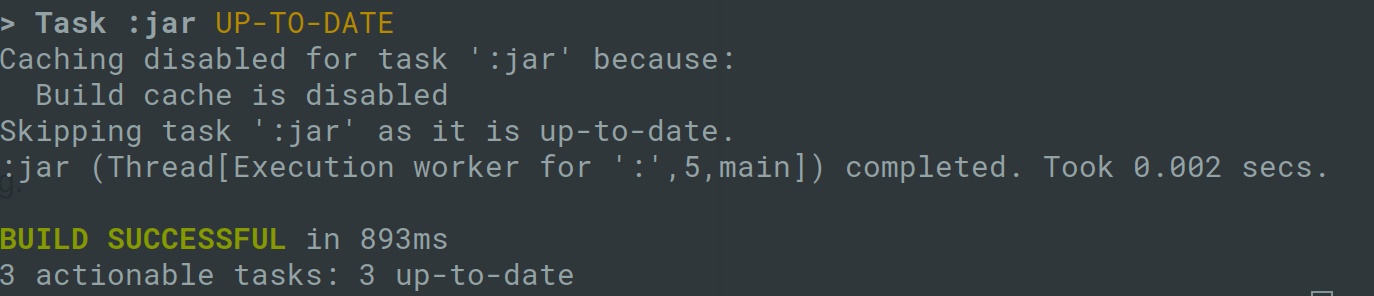 > Task :jar UP-TO-DATE
Caching disabled for task ':jar' because:
  Build cache is disabled
Skipping task ':jar' as it is up-to-date.
:jar (Thread[Execution worker for ':',5,main]) completed. Took 0.002 secs.

BUILD SUCCESSFUL in 893ms
3 actionable tasks: 3 up-to-date